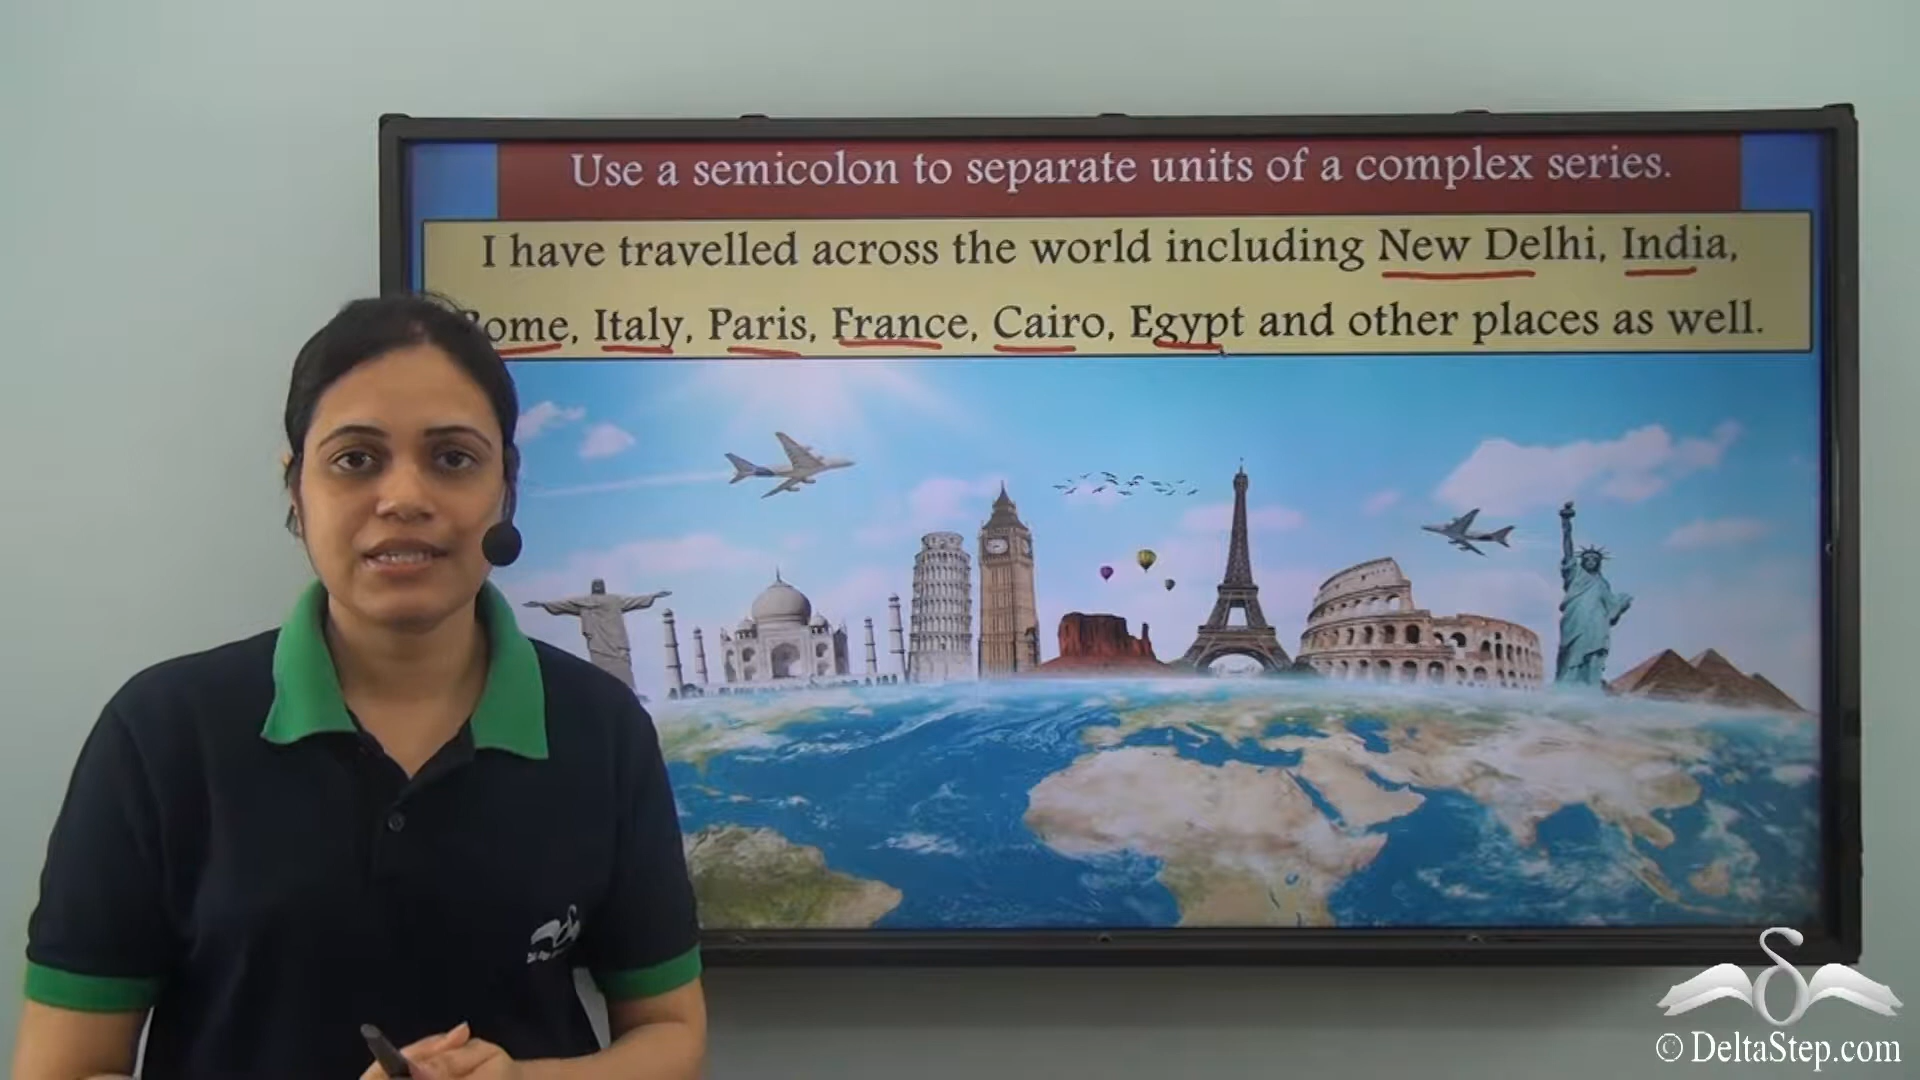 Use a semicolon to separate units of a complex series.
I have travelled across the world including New Delhi, India,
Rome, Italy, Paris, France, Cairo, Egypt and other places as well.
© DeltaStep.com